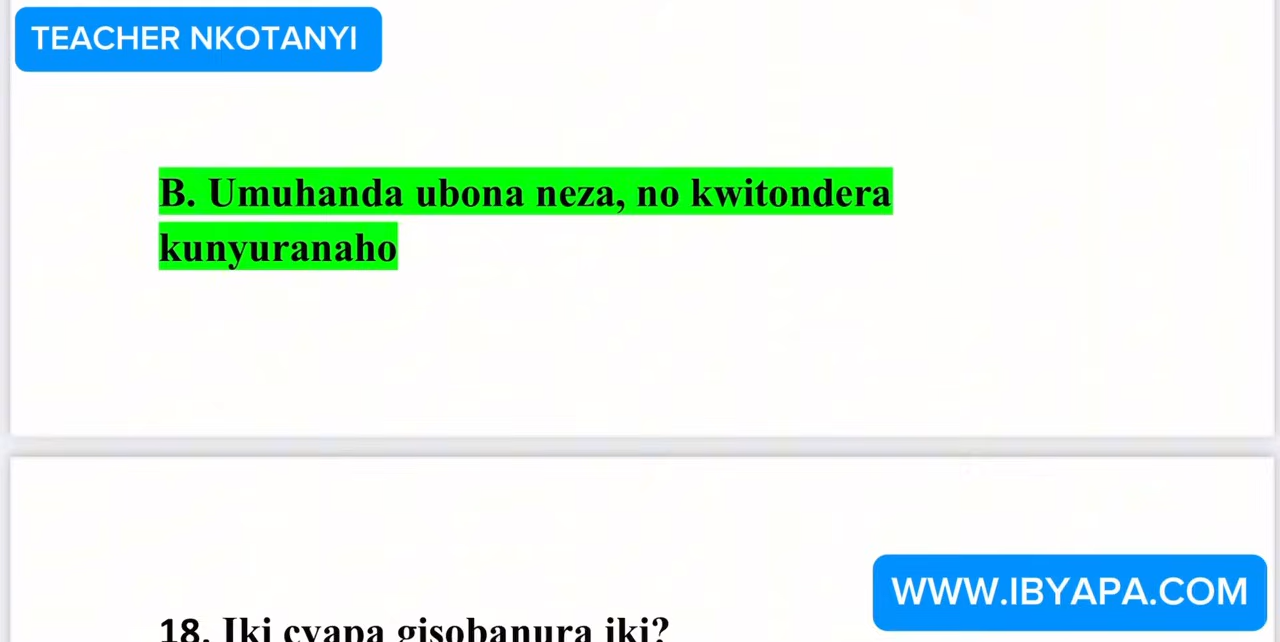 TEACHER NKOTANYI
B. Umuhanda ubona neza, no kwitondera
kunyuranaho
WWW.IBYAPA.COM
18. Iki cyapa gisobanura iki?